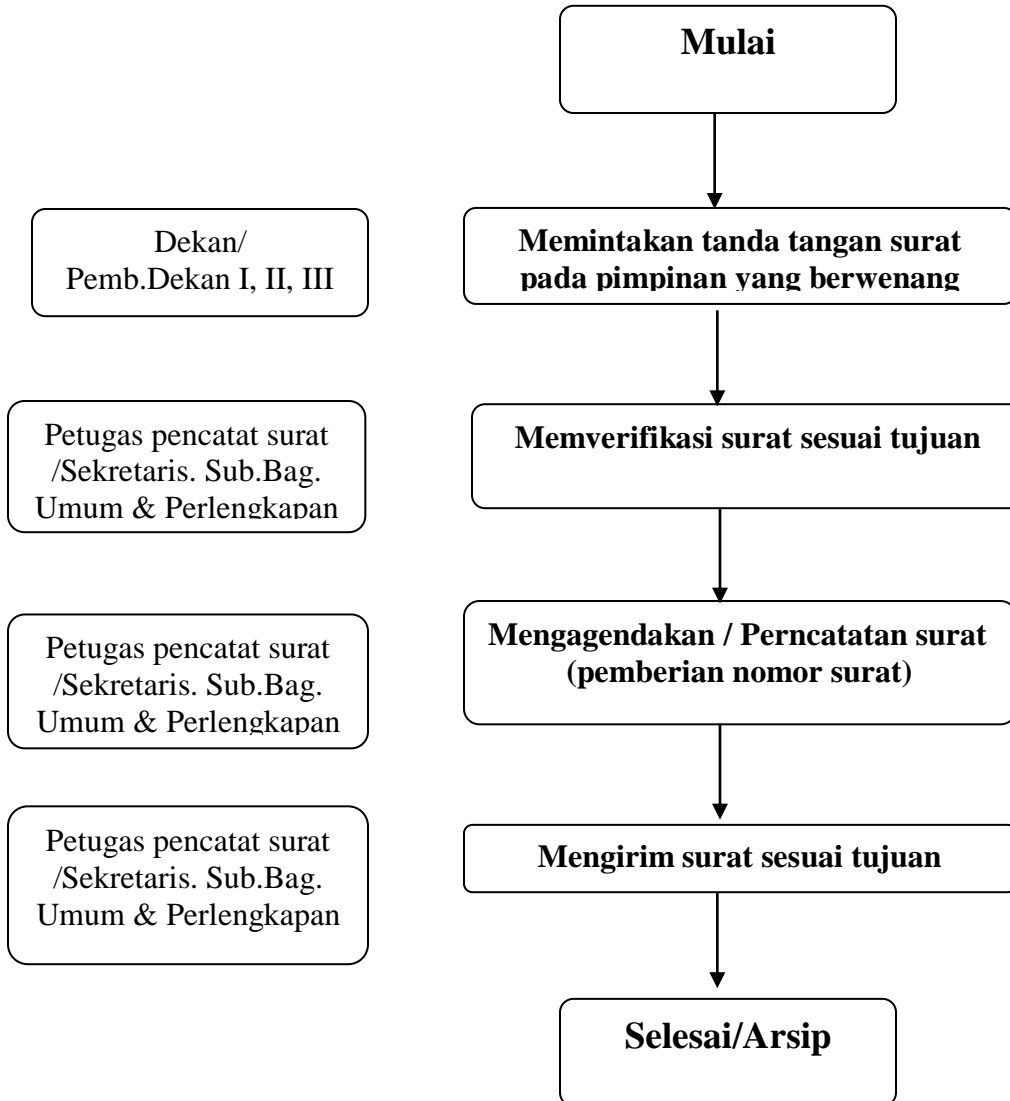 Mulai
Dekan/
Pemb.Dekan I, II, III
Memintakan tanda tangan surat
pada pimpinan yang berwenang
Petugas pencatat surat
/Sekretaris. Sub.Bag.
Umum & Perlengkapan
Memverifikasi surat sesuai tujuan
Petugas pencatat surat
/Sekretaris. Sub.Bag.
Umum & Perlengkapan
Mengagendakan / Perncatatan surat
(pemberian nomor surat)
Petugas pencatat surat
/Sekretaris. Sub.Bag.
Umum & Perlengkapan
Mengirim surat sesuai tujuan
Selesai/Arsip